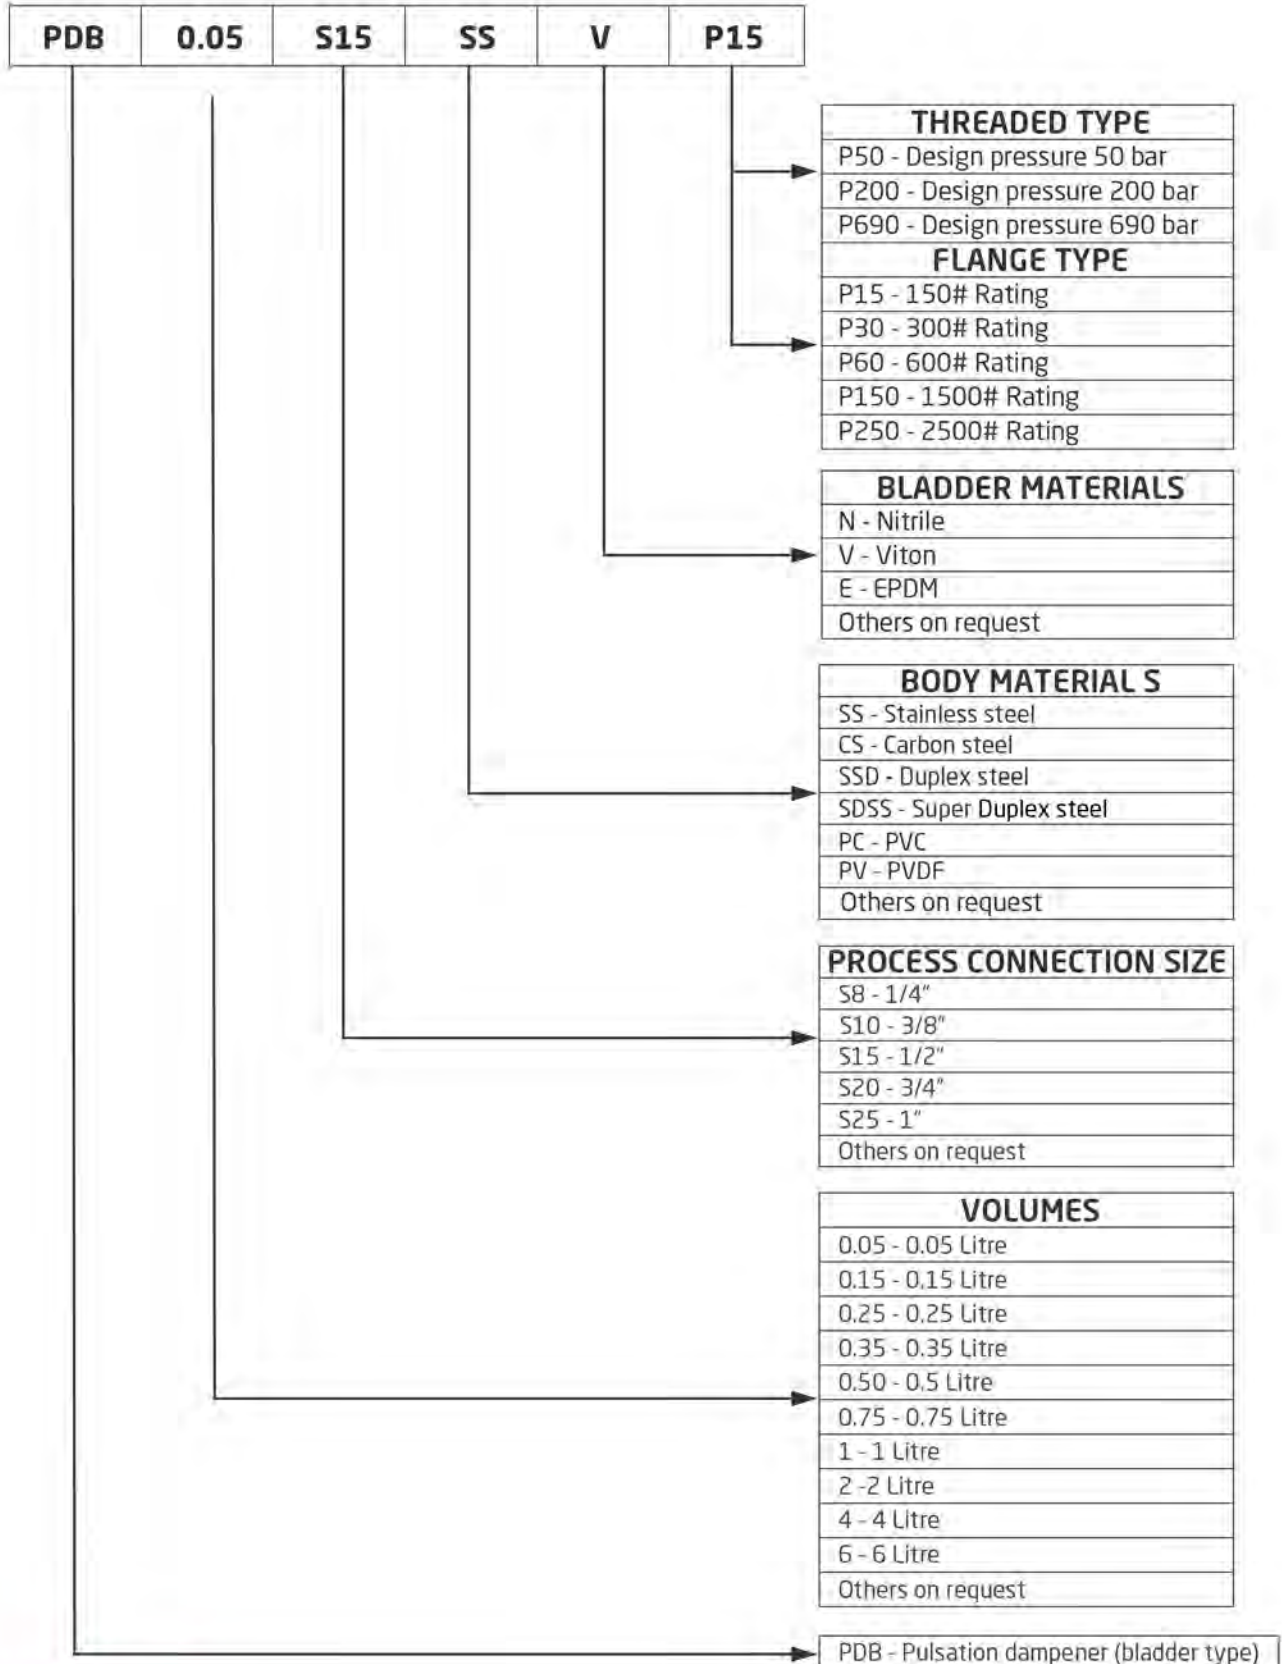 PDB 0.05 S15 SS V P15
THREADED TYPE
P50 - Design pressure 50 bar
P200 - Design pressure 200 bar
P690 - Design pressure 690 bar
FLANGE TYPE
P15 - 150# Rating
P30 - 300# Rating
P60 - 600# Rating
P150 - 1500# Rating
P250 - 2500# Rating
BLADDER MATERIALS
N - Nitrile
V - Viton
E - EPDM
Others on request
BODY MATERIAL S
SS - Stainless steel
CS - Carbon steel
SSD - Duplex steel
SDSS - Super Duplex steel
PC - PVC
PV - PVDF
Others on request
PROCESS CONNECTION SIZE
S8 - 1/4"
S10 - 3/8"
S15 - 1/2"
S20 - 3/4"
S25 - 1"
Others on request
VOLUMES
0.05 - 0.05 Litre
0.15 - 0.15 Litre
0.25 - 0.25 Litre
0.35 - 0.35 Litre
0.50 - 0.5 Litre
0.75 - 0.75 Litre
1 - 1 Litre
2 -2 Litre
4 - 4 Litre
6 - 6 Litre
Others on request
PDB - Pulsation dampener (bladder type)